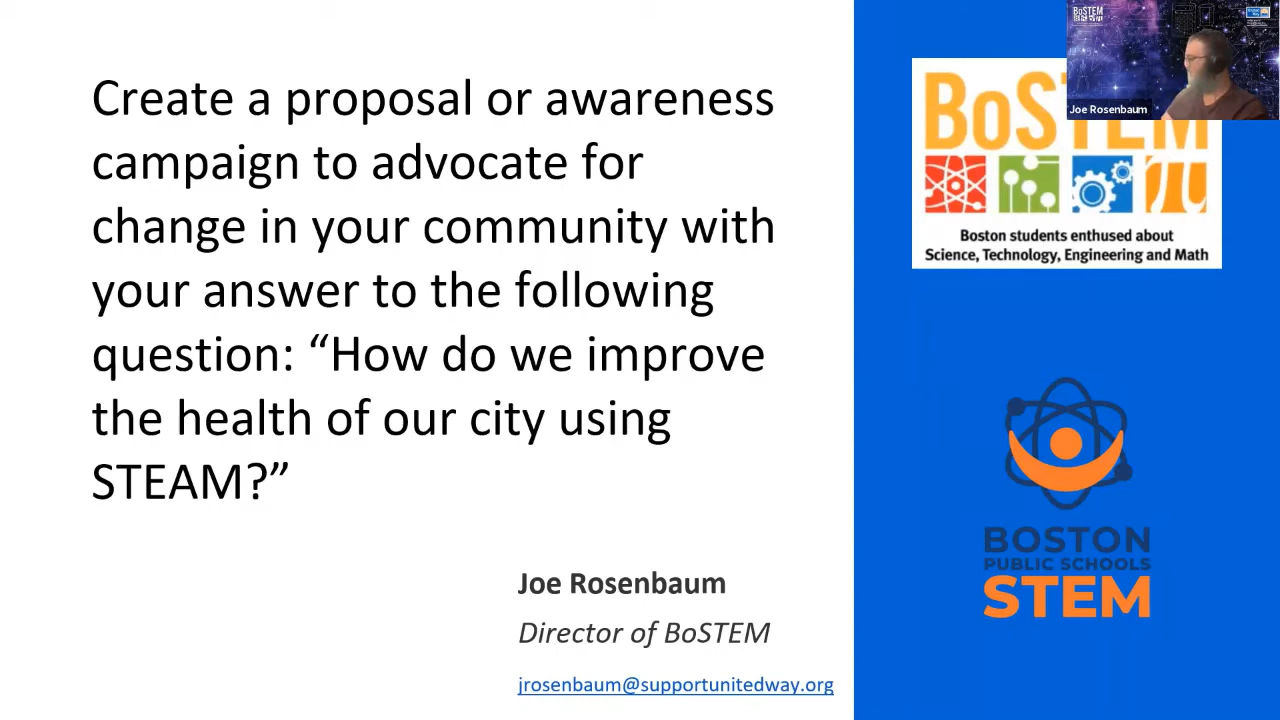 Create a proposal or awareness
campaign to advocate for
change in your community with
your answer to the following
question: “How do we improve
the health of our city using
STEAM?”
Joe Rosenbaum
Director of BoSTEM
jrosenbaum@supportunitedway.org
BoSTEM
Joe Rosenbaum
BoSTEM
π
Boston students enthused about
Science, Technology, Engineering and Math
BOSTON
PUBLIC SCHOOLS
STEM